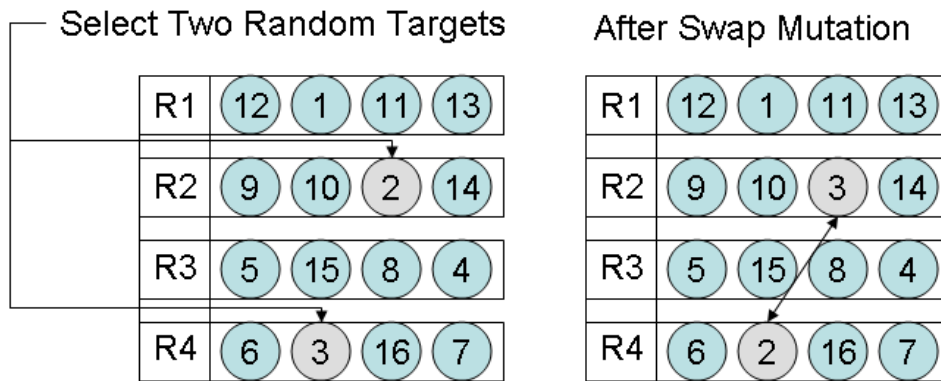 Select Two Random Targets
R1 12 1 11 13
R2 9 10 2 14
R3 5 15 8 4
R4 6 3 16 7
After Swap Mutation
R1 12 1 11 13
R2 9 10 3 14
R3 5 15 8 4
R4 6 2 16 7